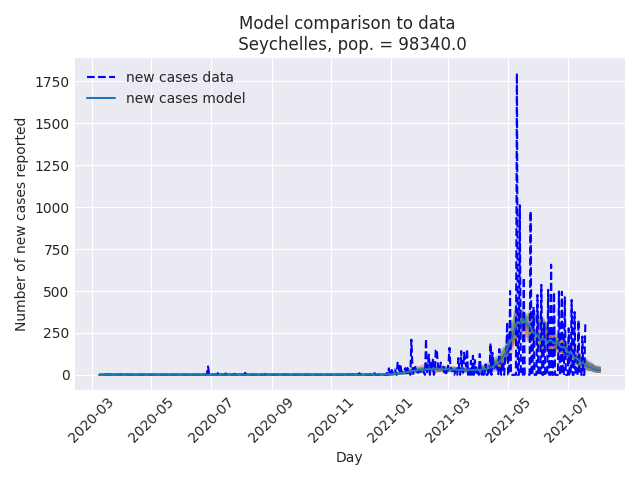 Model comparison to data
Seychelles, pop. = 98340.0
new cases data
new cases model
1750
1500
1250
1000
750
500
250
0
Number of new cases reported
2020-03
2020-05
2020-07
2020-09
2020-11
2021-01
2021-03
2021-05
2021-07
Day